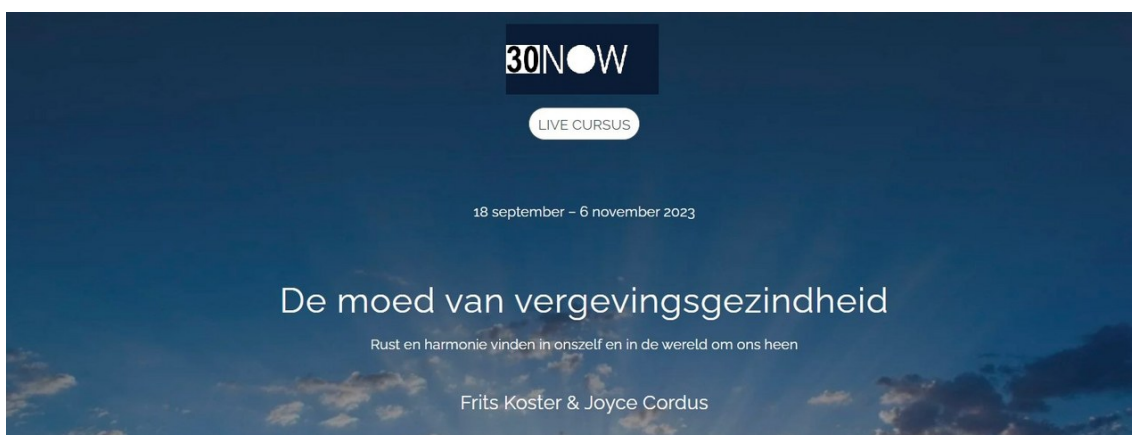 30NOW
LIVE CURSUS
18 september – 6 november 2023
De moed van vergevingsgezindheid
Rust en harmonie vinden in onszelf en in de wereld om ons heen
Frits Koster & Joyce Cordus